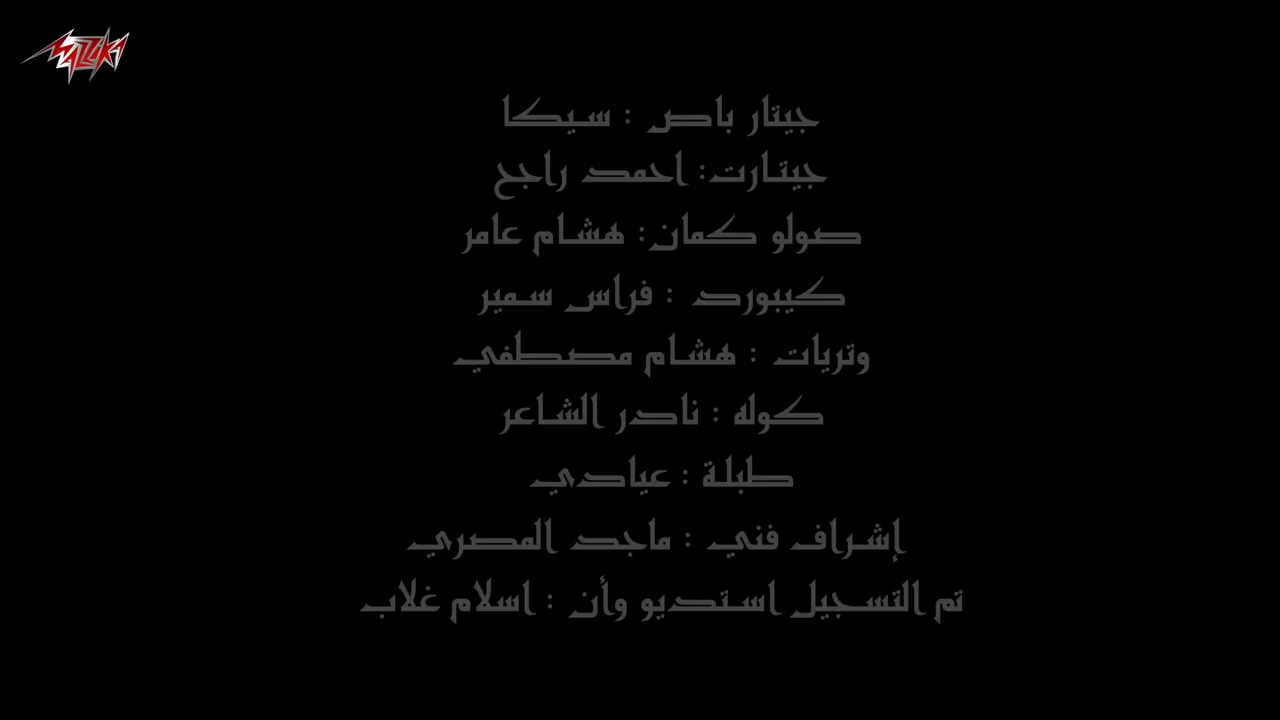 MAZZIKA
جيتار باص : سيكا
جيتارت: احمد راجح
صولو كمان: هشام عامر
كيبورد : فراس سمير
وتريات : هشام مصطفي
كوله : نادر الشاعر
طبلة : عيادي
إشراف فني : ماجد المصري
تم التسجيل استديو وأن : اسلام غلاب